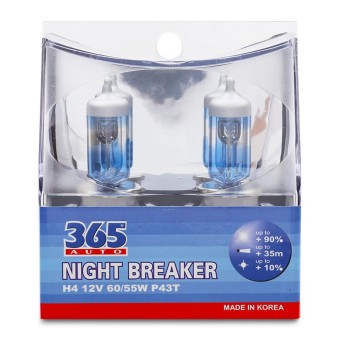 365
AUTO
up to
+ 90%
up to
+ 35m
up to
+ 10%
NIGHT BREAKER
H4 12V 60/55W P43T
MADE IN KOREA